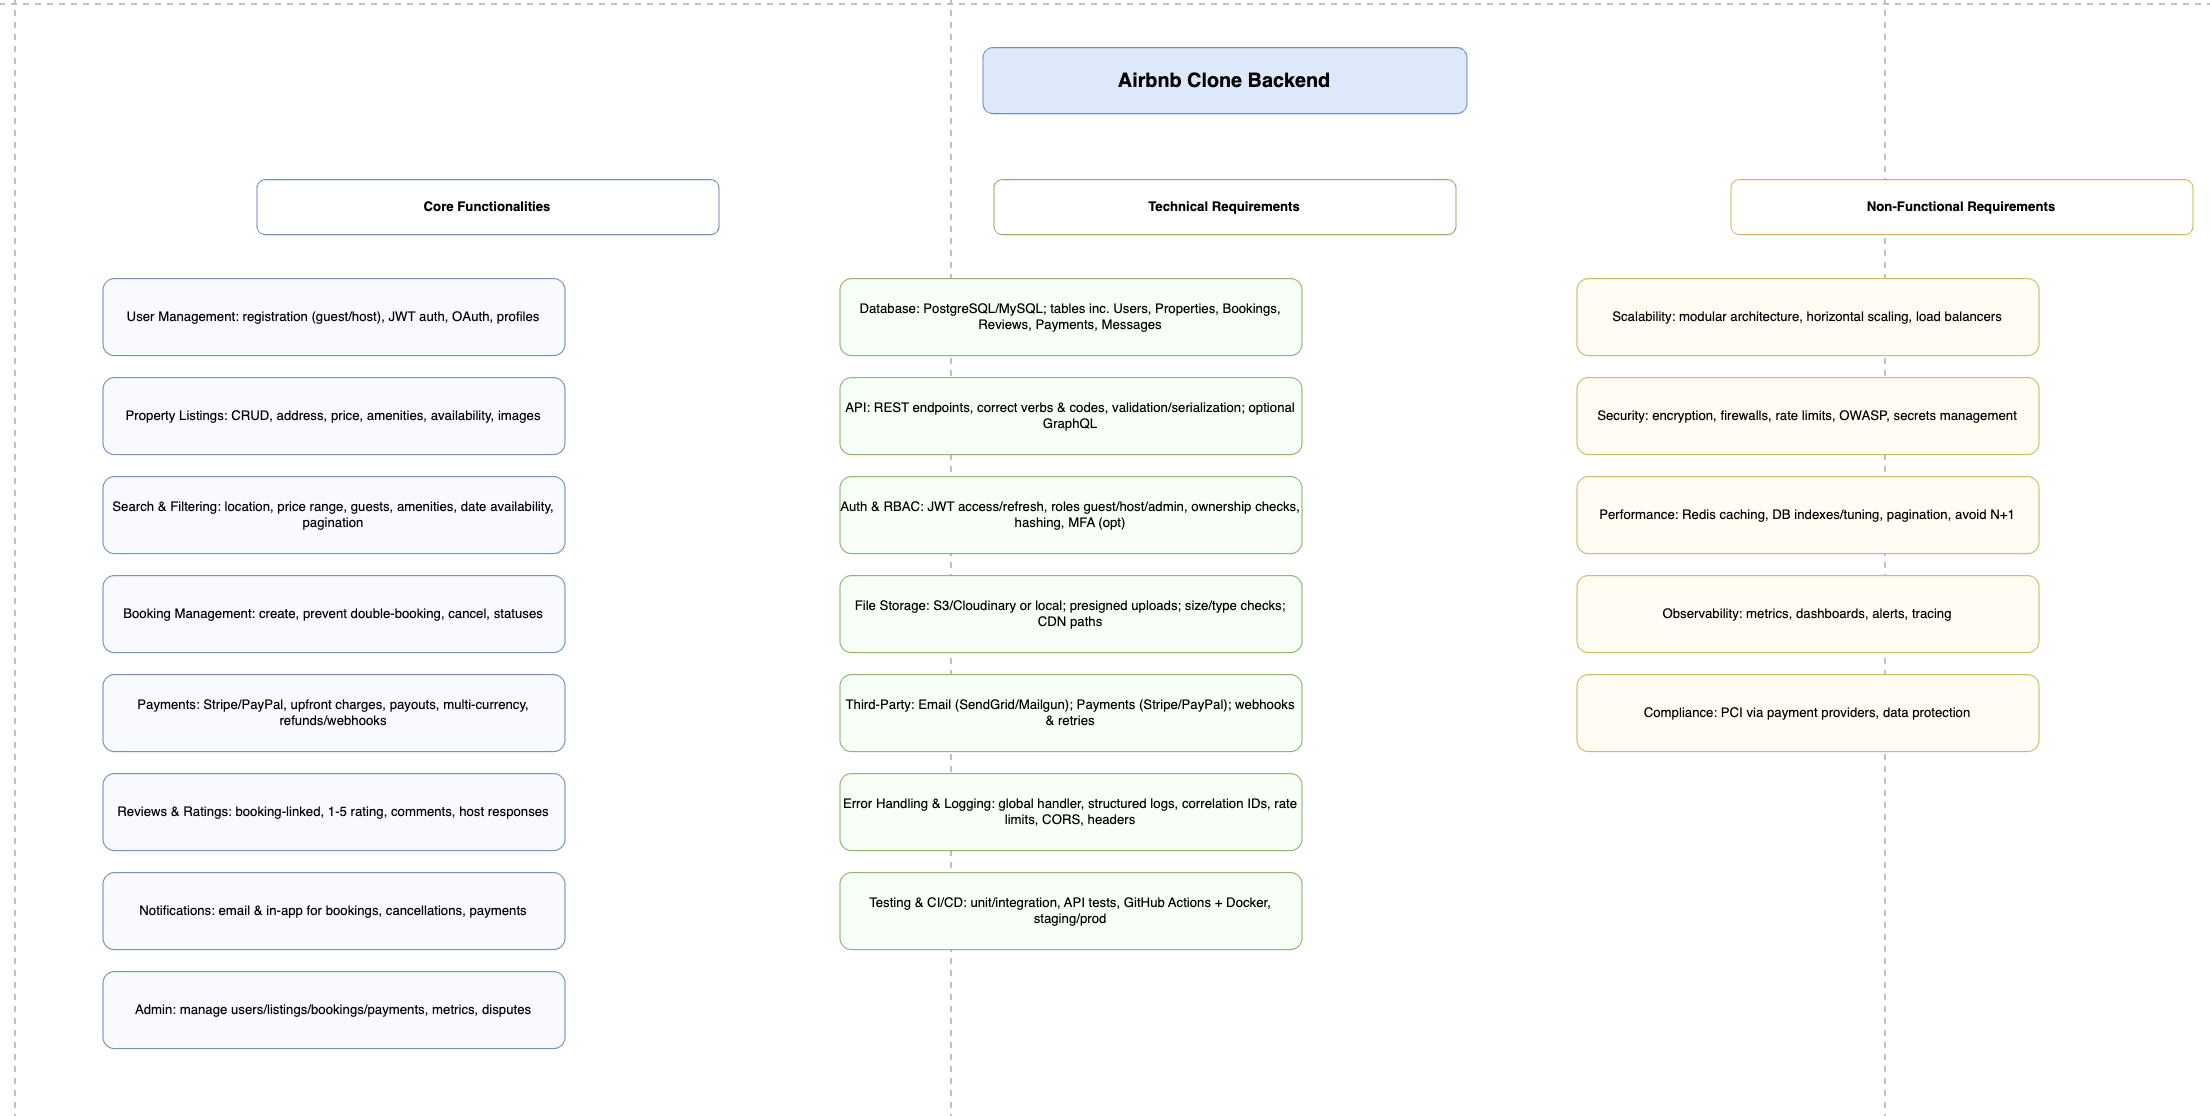 Airbnb Clone Backend
Core Functionalities
User Management: registration (guest/host), JWT auth, OAuth, profiles
Property Listings: CRUD, address, price, amenities, availability, images
Search & Filtering: location, price range, guests, amenities, date availability,
pagination
Booking Management: create, prevent double-booking, cancel, statuses
Payments: Stripe/PayPal, upfront charges, payouts, multi-currency,
refunds/webhooks
Reviews & Ratings: booking-linked, 1-5 rating, comments, host responses
Notifications: email & in-app for bookings, cancellations, payments
Admin: manage users/listings/bookings/payments, metrics, disputes
Technical Requirements
Database: PostgreSQL/MySQL; tables inc. Users, Properties, Bookings,
Reviews, Payments, Messages
API: REST endpoints, correct verbs & codes, validation/serialization; optional
GraphQL
Auth & RBAC: JWT access/refresh, roles guest/host/admin, ownership checks,
hashing, MFA (opt)
File Storage: S3/Cloudinary or local; presigned uploads; size/type checks;
CDN paths
Third-Party: Email (SendGrid/Mailgun); Payments (Stripe/PayPal); webhooks
& retries
Error Handling & Logging: global handler, structured logs, correlation IDs, rate
limits, CORS, headers
Testing & CI/CD: unit/integration, API tests, GitHub Actions + Docker,
staging/prod
Non-Functional Requirements
Scalability: modular architecture, horizontal scaling, load balancers
Security: encryption, firewalls, rate limits, OWASP, secrets management
Performance: Redis caching, DB indexes/tuning, pagination, avoid N+1
Observability: metrics, dashboards, alerts, tracing
Compliance: PCI via payment providers, data protection